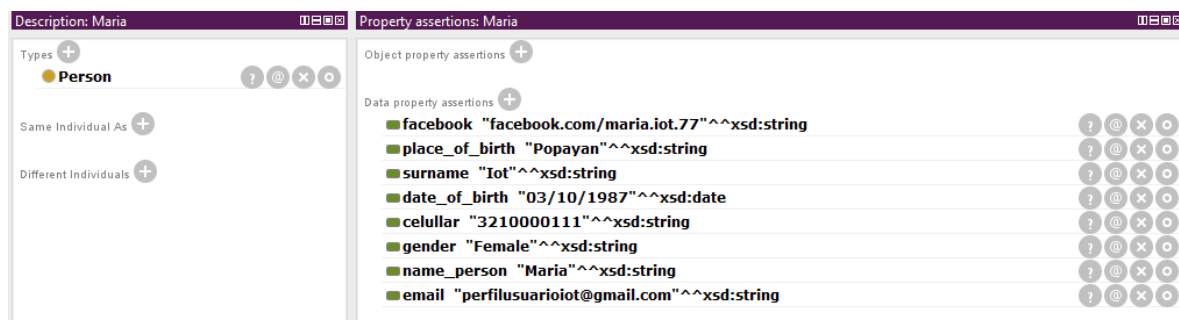 Description: Maria
Types
Person
Same Individual As
Different Individuals
Property assertions: Maria
Object property assertions
Data property assertions
facebook "facebook.com/maria.iot.77"^^xsd:string
place_of_birth "Popayan"^^xsd:string
surname "Iot"^^xsd:string
date_of_birth "03/10/1987"^^xsd:date
celullar "3210000111"^^xsd:string
gender "Female"^^xsd:string
name_person "Maria"^^xsd:string
email "perfilusuarioiot@gmail.com"^^xsd:string